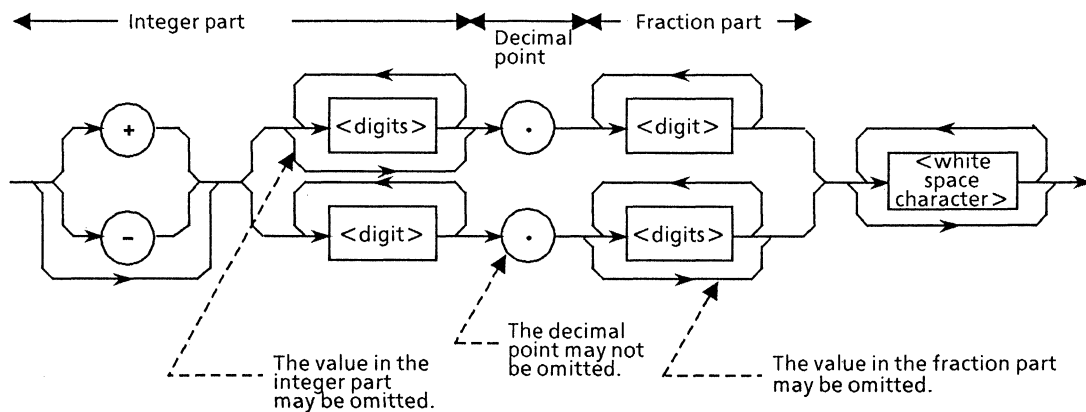 Integer part
Decimal
point
Fraction part
+
<digits>
.
<digit>
<white
space
character>
-
<digit>
.
<digits>
The value in the
integer part
may be omitted.
The decimal
point may not
be omitted.
The value in the fraction part
may be omitted.